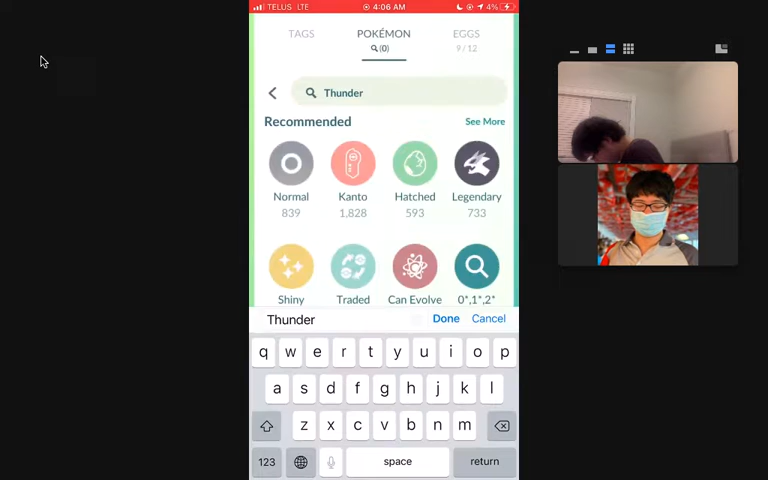 TELUS LTE 4:06 AM 4%
TAGS POKÉMON EGGS
(0) 9 / 12
Thunder
Recommended See More
Normal Kanto Hatched Legendary
839 1,828 593 733
Shiny Traded Can Evolve 0*,1*,2*
Thunder Done Cancel
q w e r t y u i o p
a s d f g h j k l
z x c v b n m
123 space return